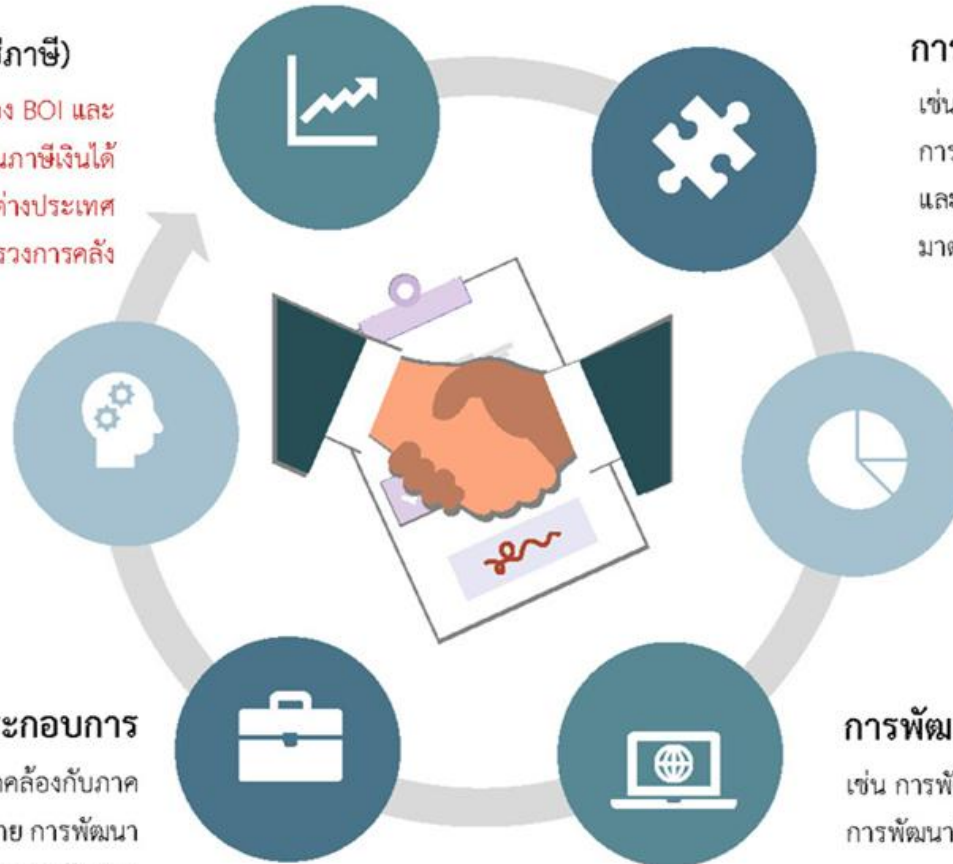 ภาษี)
BOI และ
นภาษีเงินได้
ต่างประเทศ
รวงการคลัง
การ
เช่น
การ
และ
มาต
ะกอบการ
คล้องกับภาค
าย การพัฒนา
การพัฒ
เช่น การพั
การพัฒนา